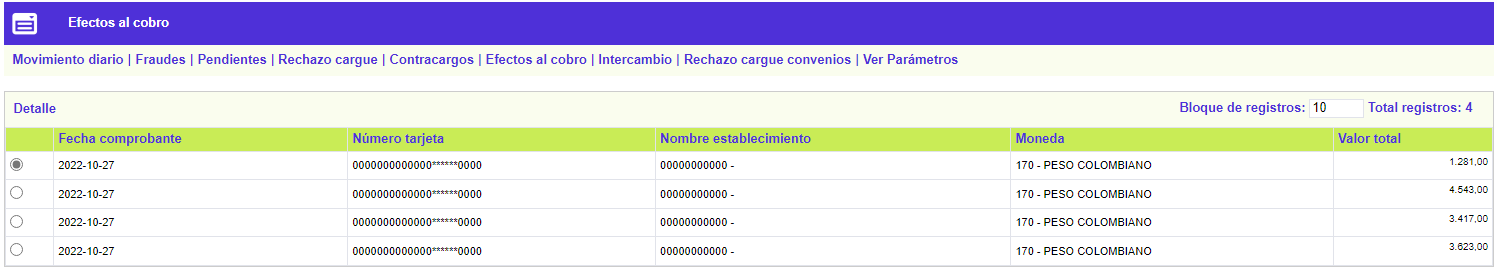 Efectos al cobro
Movimiento diario | Fraudes | Pendientes | Rechazo cargue | Contracargos | Efectos al cobro | Intercambio | Rechazo cargue convenios | Ver Parámetros
Detalle Bloque de registros: 10 Total registros: 4
Fecha comprobante Número tarjeta Nombre establecimiento Moneda Valor total
2022-10-27 0000000000000******0000 00000000000 - 170 - PESO COLOMBIANO 1.281,00
2022-10-27 0000000000000******0000 00000000000 - 170 - PESO COLOMBIANO 4.543,00
2022-10-27 0000000000000******0000 00000000000 - 170 - PESO COLOMBIANO 3.417,00
2022-10-27 0000000000000******0000 00000000000 - 170 - PESO COLOMBIANO 3.623,00